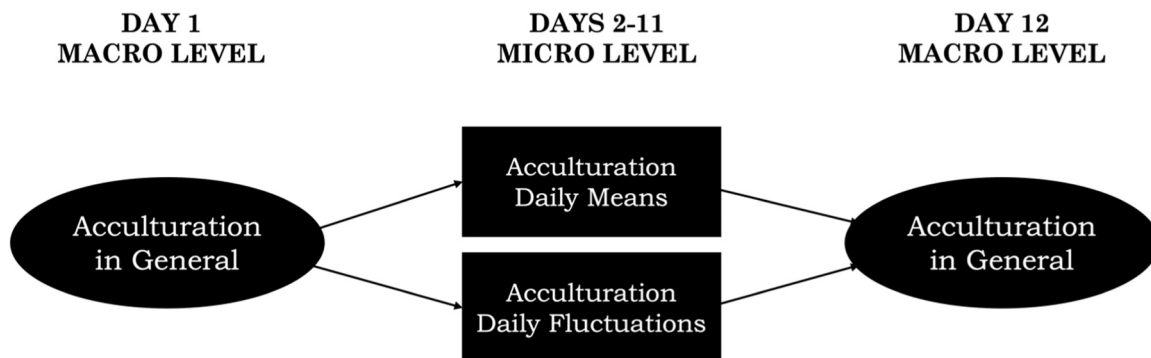 DAY 1
MACRO LEVEL
DAYS 2-11
MICRO LEVEL
DAY 12
MACRO LEVEL
Acculturation
in General
Acculturation
Daily Means
Acculturation
Daily Fluctuations
Acculturation
in General